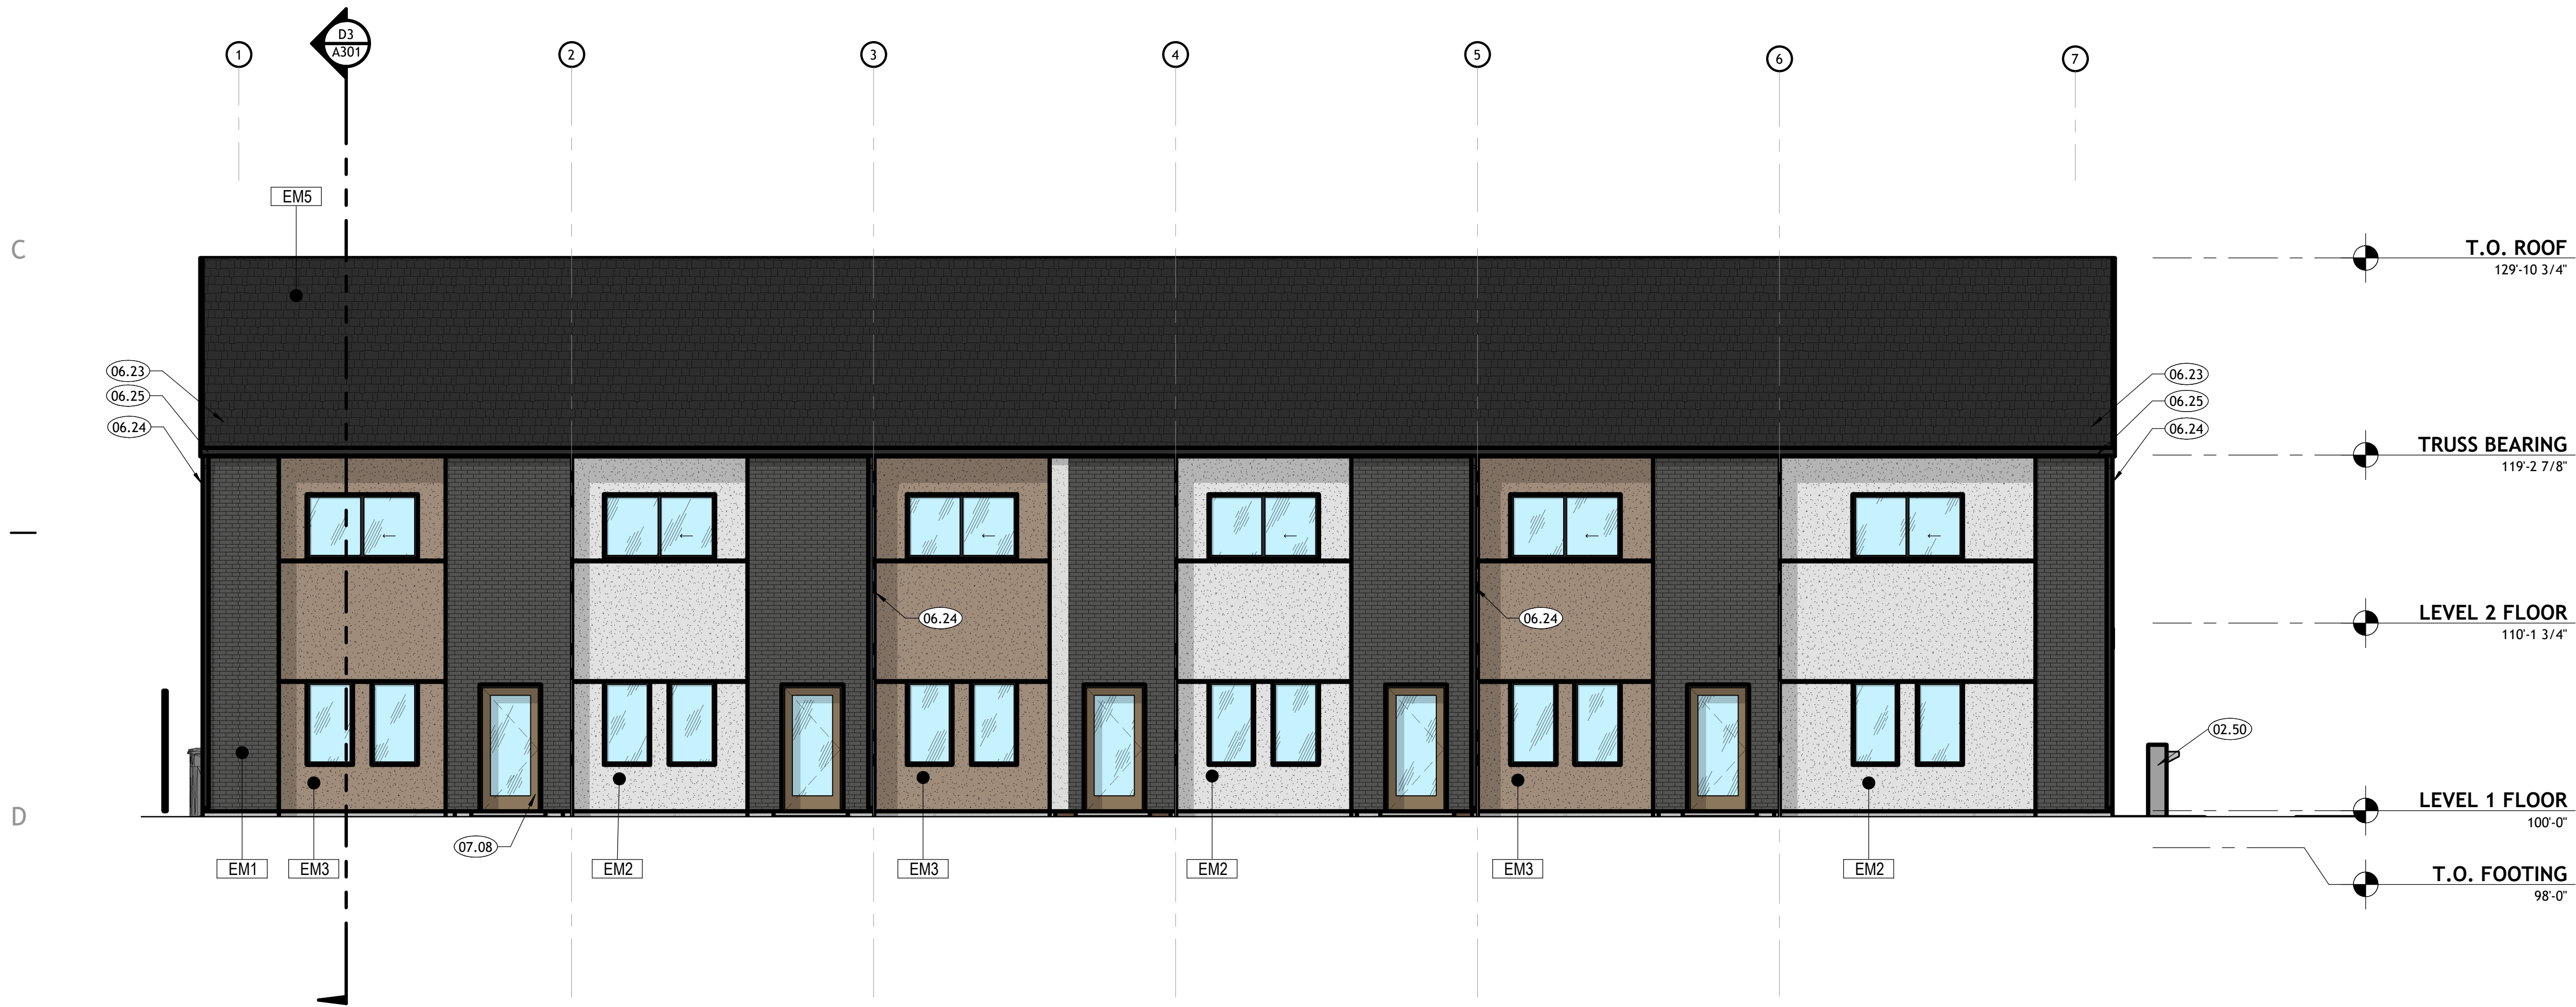 D3
A301
1
2
3
4
5
6
7
EM5
C
T.O. ROOF
129'-10 3/4"
06.23
06.25
06.24
06.23
06.25
06.24
TRUSS BEARING
119'-2 7/8"
06.24
06.24
LEVEL 2 FLOOR
110'-1 3/4"
02.50
D
LEVEL 1 FLOOR
100'-0"
07.08
EM1
EM3
EM2
EM3
EM2
EM3
EM2
T.O. FOOTING
98'-0"